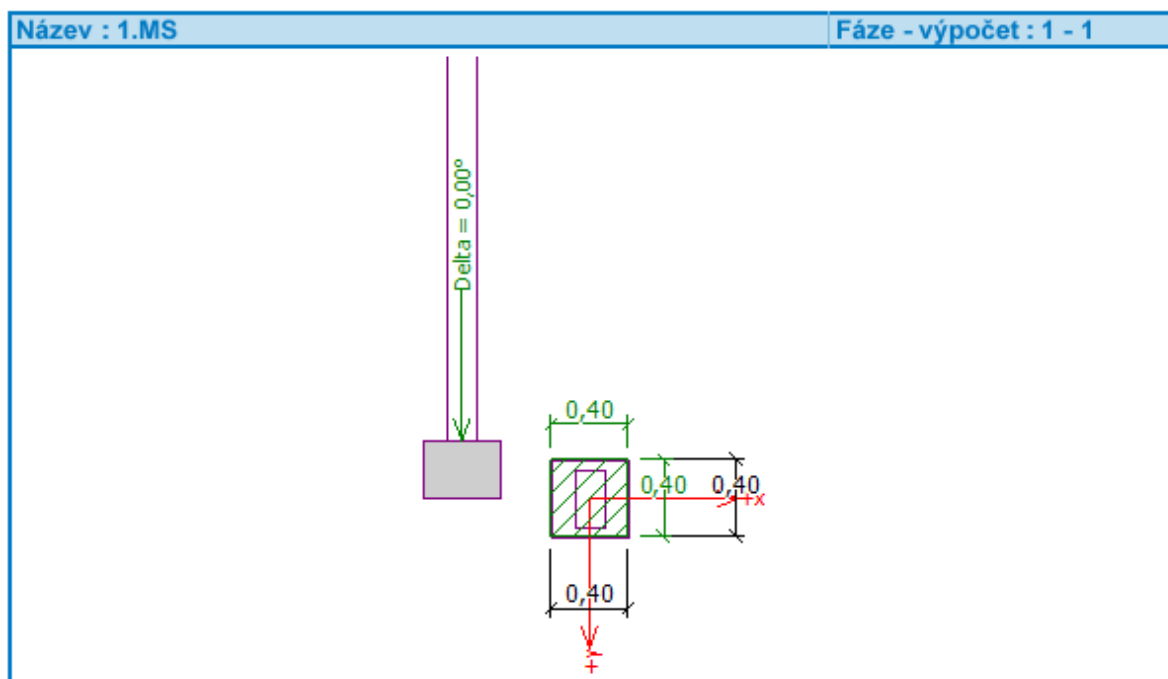 Název : 1.MS
Fáze - výpočet : 1 - 1
Delta = 0,00°
0,40
0,40
0,40
+x
0,40
+y